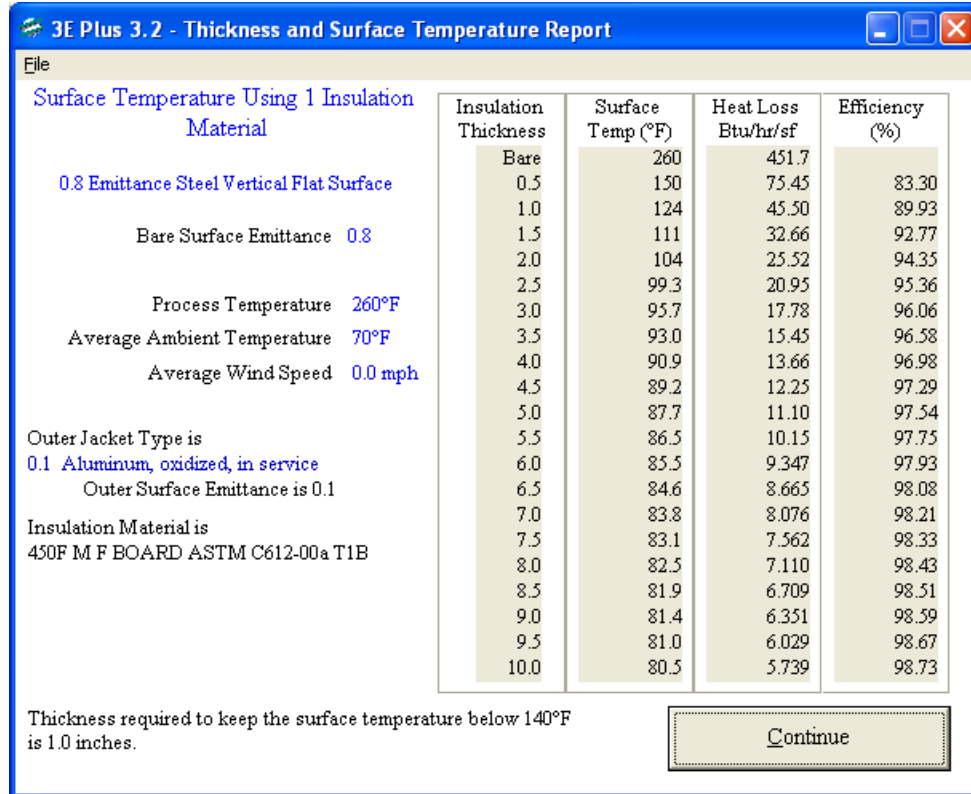 3E Plus 3.2 - Thickness and Surface Temperature Report
File
Surface Temperature Using 1 Insulation
Material
0.8 Emittance Steel Vertical Flat Surface
Bare Surface Emittance 0.8
Process Temperature 260°F
Average Ambient Temperature 70°F
Average Wind Speed 0.0 mph
Outer Jacket Type is
0.1 Aluminum, oxidized, in service
Outer Surface Emittance is 0.1
Insulation Material is
450F M F BOARD ASTM C612-00a T1B
Insulation Surface Heat Loss Efficiency
Thickness Temp (°F) Btu/hr/sf (%)
Bare 260 451.7
0.5 150 75.45 83.30
1.0 124 45.50 89.93
1.5 111 32.66 92.77
2.0 104 25.52 94.35
2.5 99.3 20.95 95.36
3.0 95.7 17.78 96.06
3.5 93.0 15.45 96.58
4.0 90.9 13.66 96.98
4.5 89.2 12.25 97.29
5.0 87.7 11.10 97.54
5.5 86.5 10.15 97.75
6.0 85.5 9.347 97.93
6.5 84.6 8.665 98.08
7.0 83.8 8.076 98.21
7.5 83.1 7.562 98.33
8.0 82.5 7.110 98.43
8.5 81.9 6.709 98.51
9.0 81.4 6.351 98.59
9.5 81.0 6.029 98.67
10.0 80.5 5.739 98.73
Thickness required to keep the surface temperature below 140°F
is 1.0 inches.
Continue